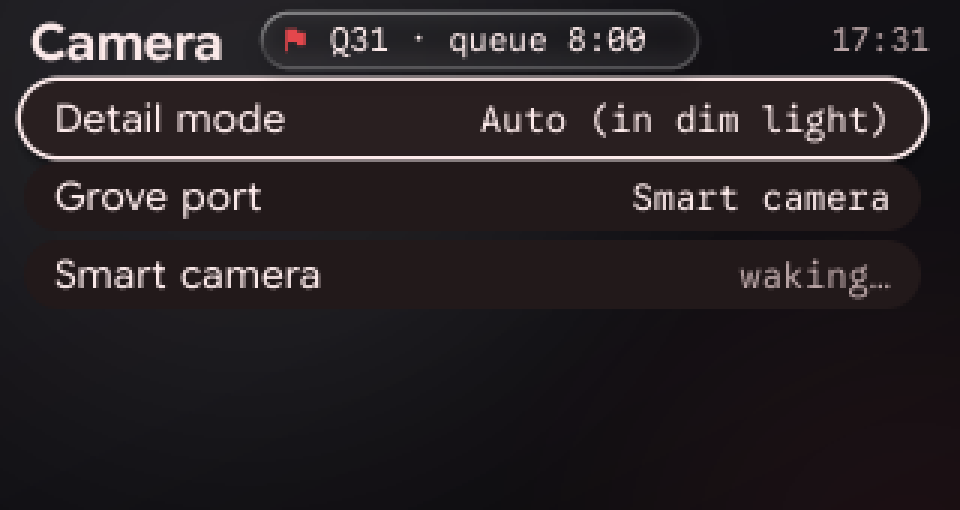 Camera
Q31 · queue 8:00
17:31
Detail mode
Auto (in dim light)
Grove port
Smart camera
Smart camera
waking…